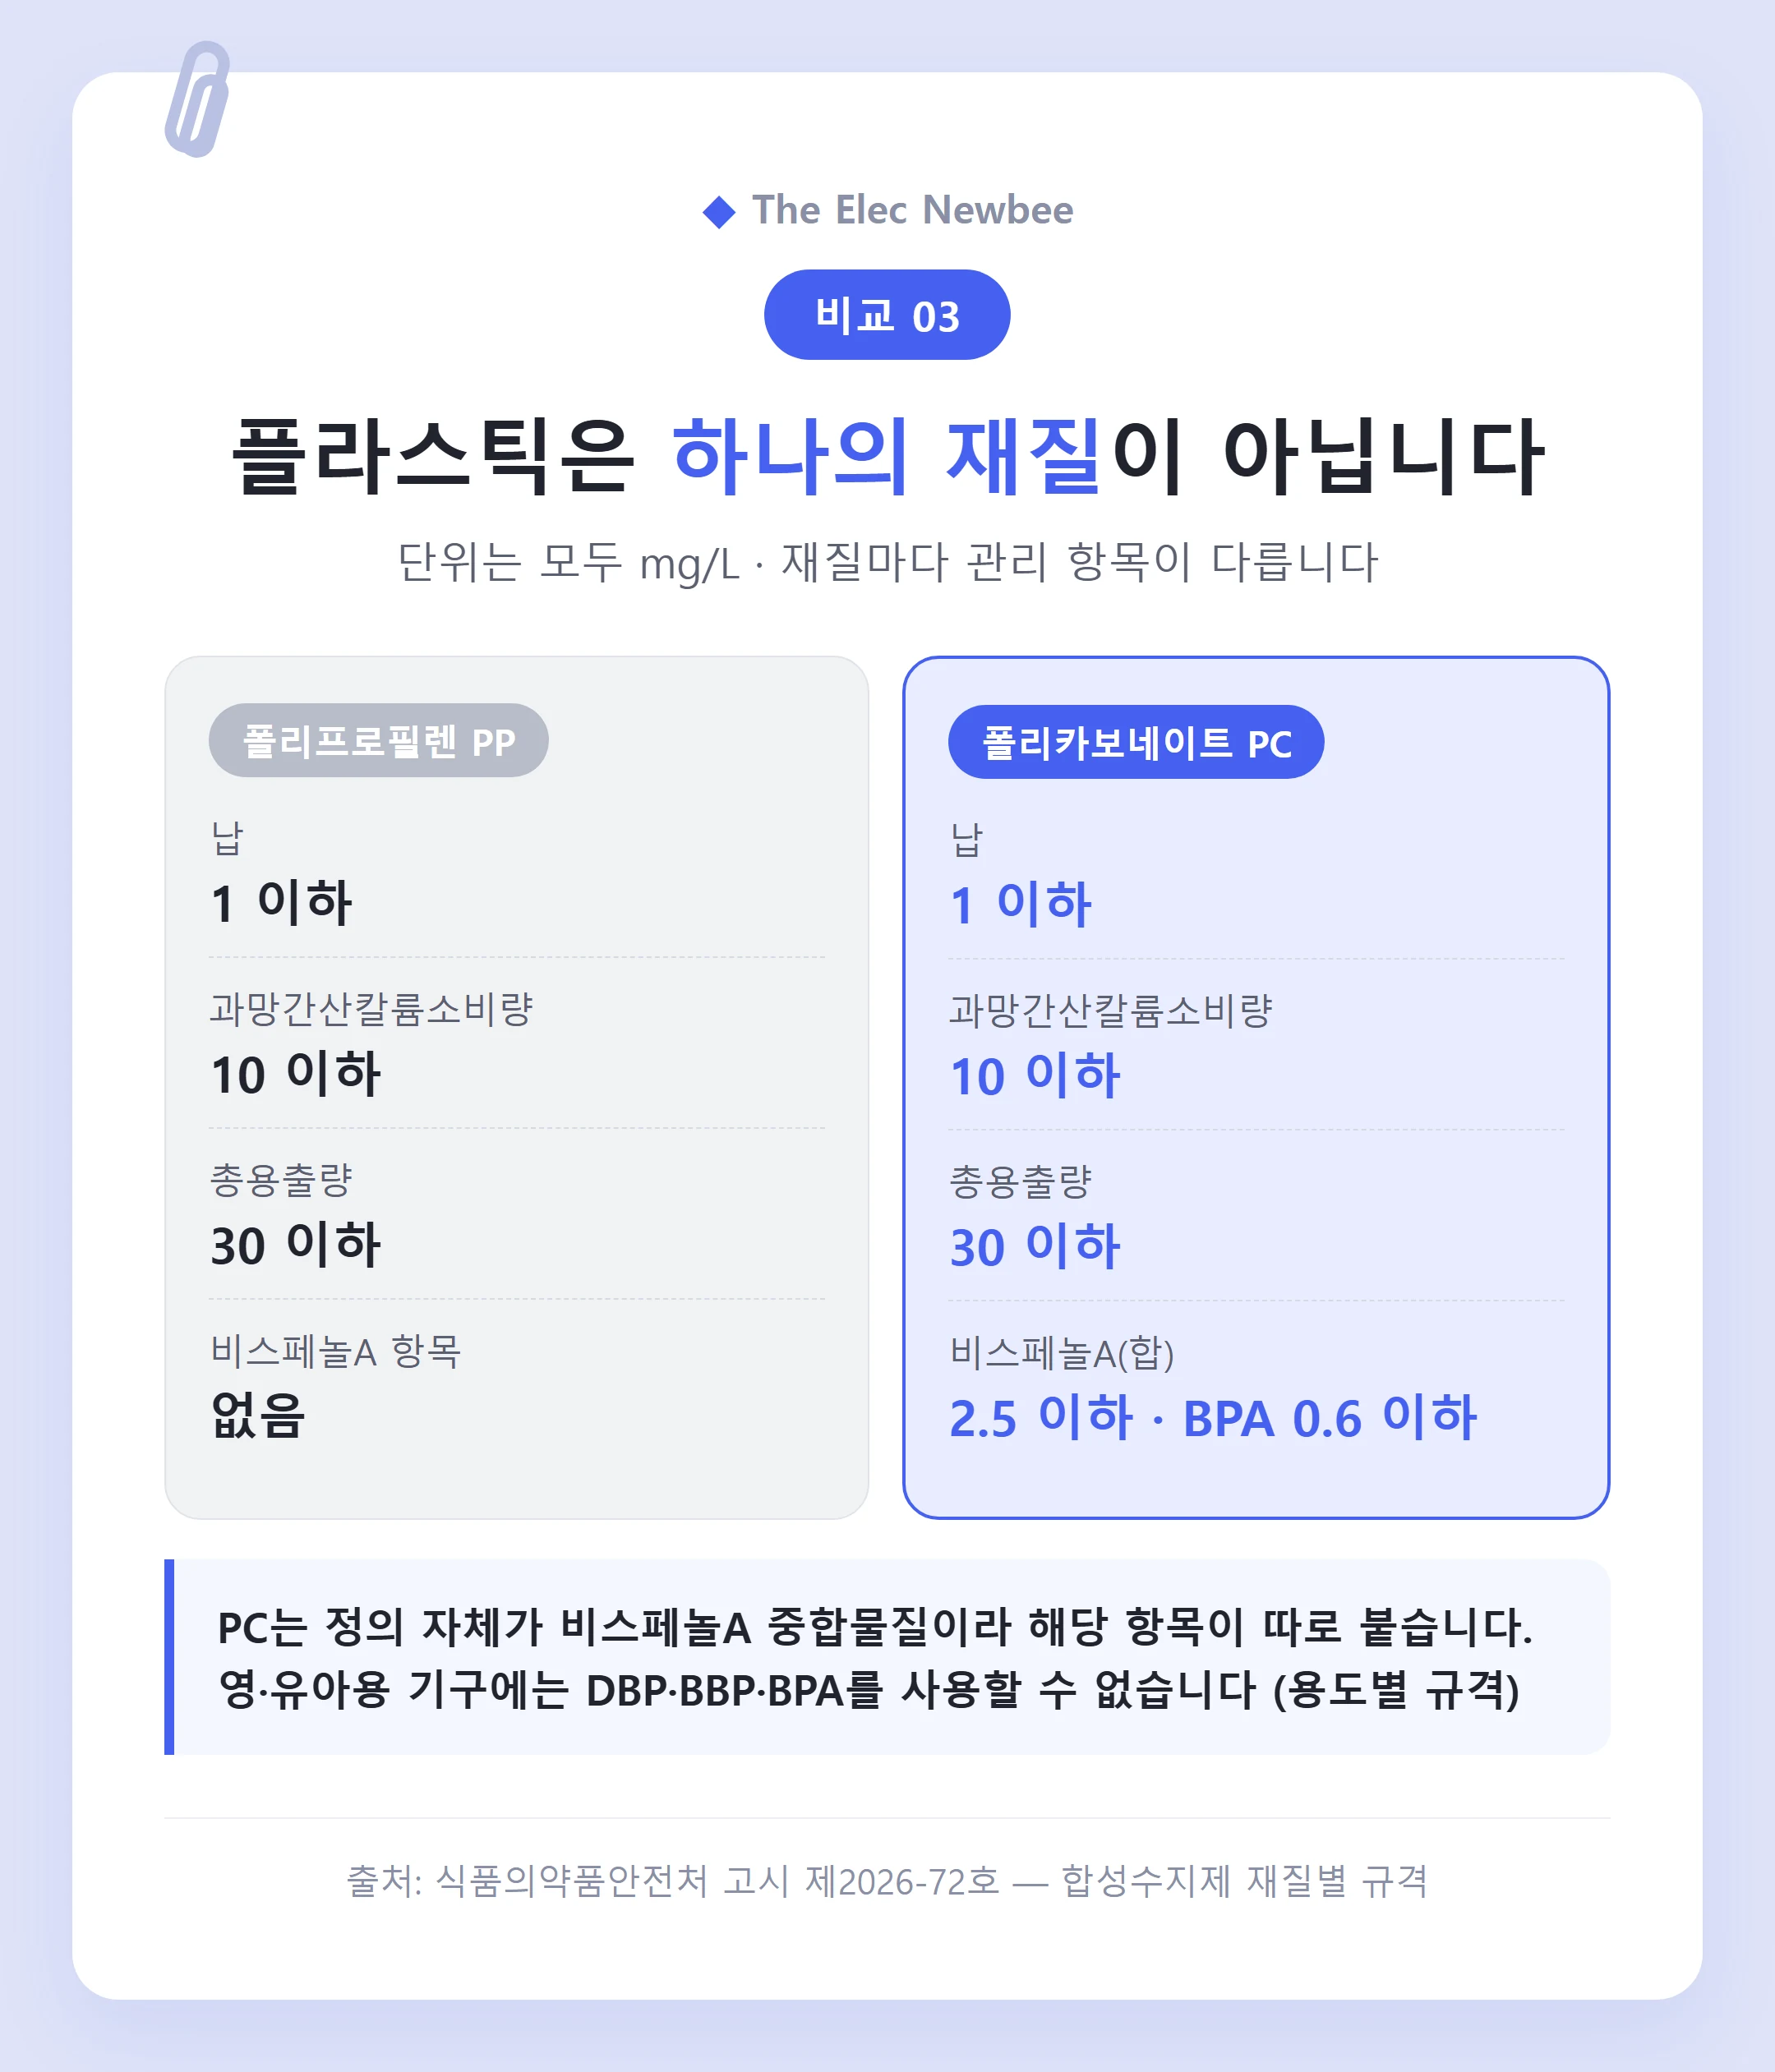 The Elec Newbee
비교 03
플라스틱은 하나의 재질이 아닙니다
단위는 모두 mg/L · 재질마다 관리 항목이 다릅니다
폴리프로필렌 PP
납
1 이하
과망간산칼륨소비량
10 이하
총용출량
30 이하
비스페놀A 항목
없음
폴리카보네이트 PC
납
1 이하
과망간산칼륨소비량
10 이하
총용출량
30 이하
비스페놀A(합)
2.5 이하 · BPA 0.6 이하
PC는 정의 자체가 비스페놀A 중합물질이라 해당 항목이 따로 붙습니다.
영·유아용 기구에는 DBP·BBP·BPA를 사용할 수 없습니다 (용도별 규격)
출처: 식품의약품안전처 고시 제2026-72호 — 합성수지제 재질별 규격